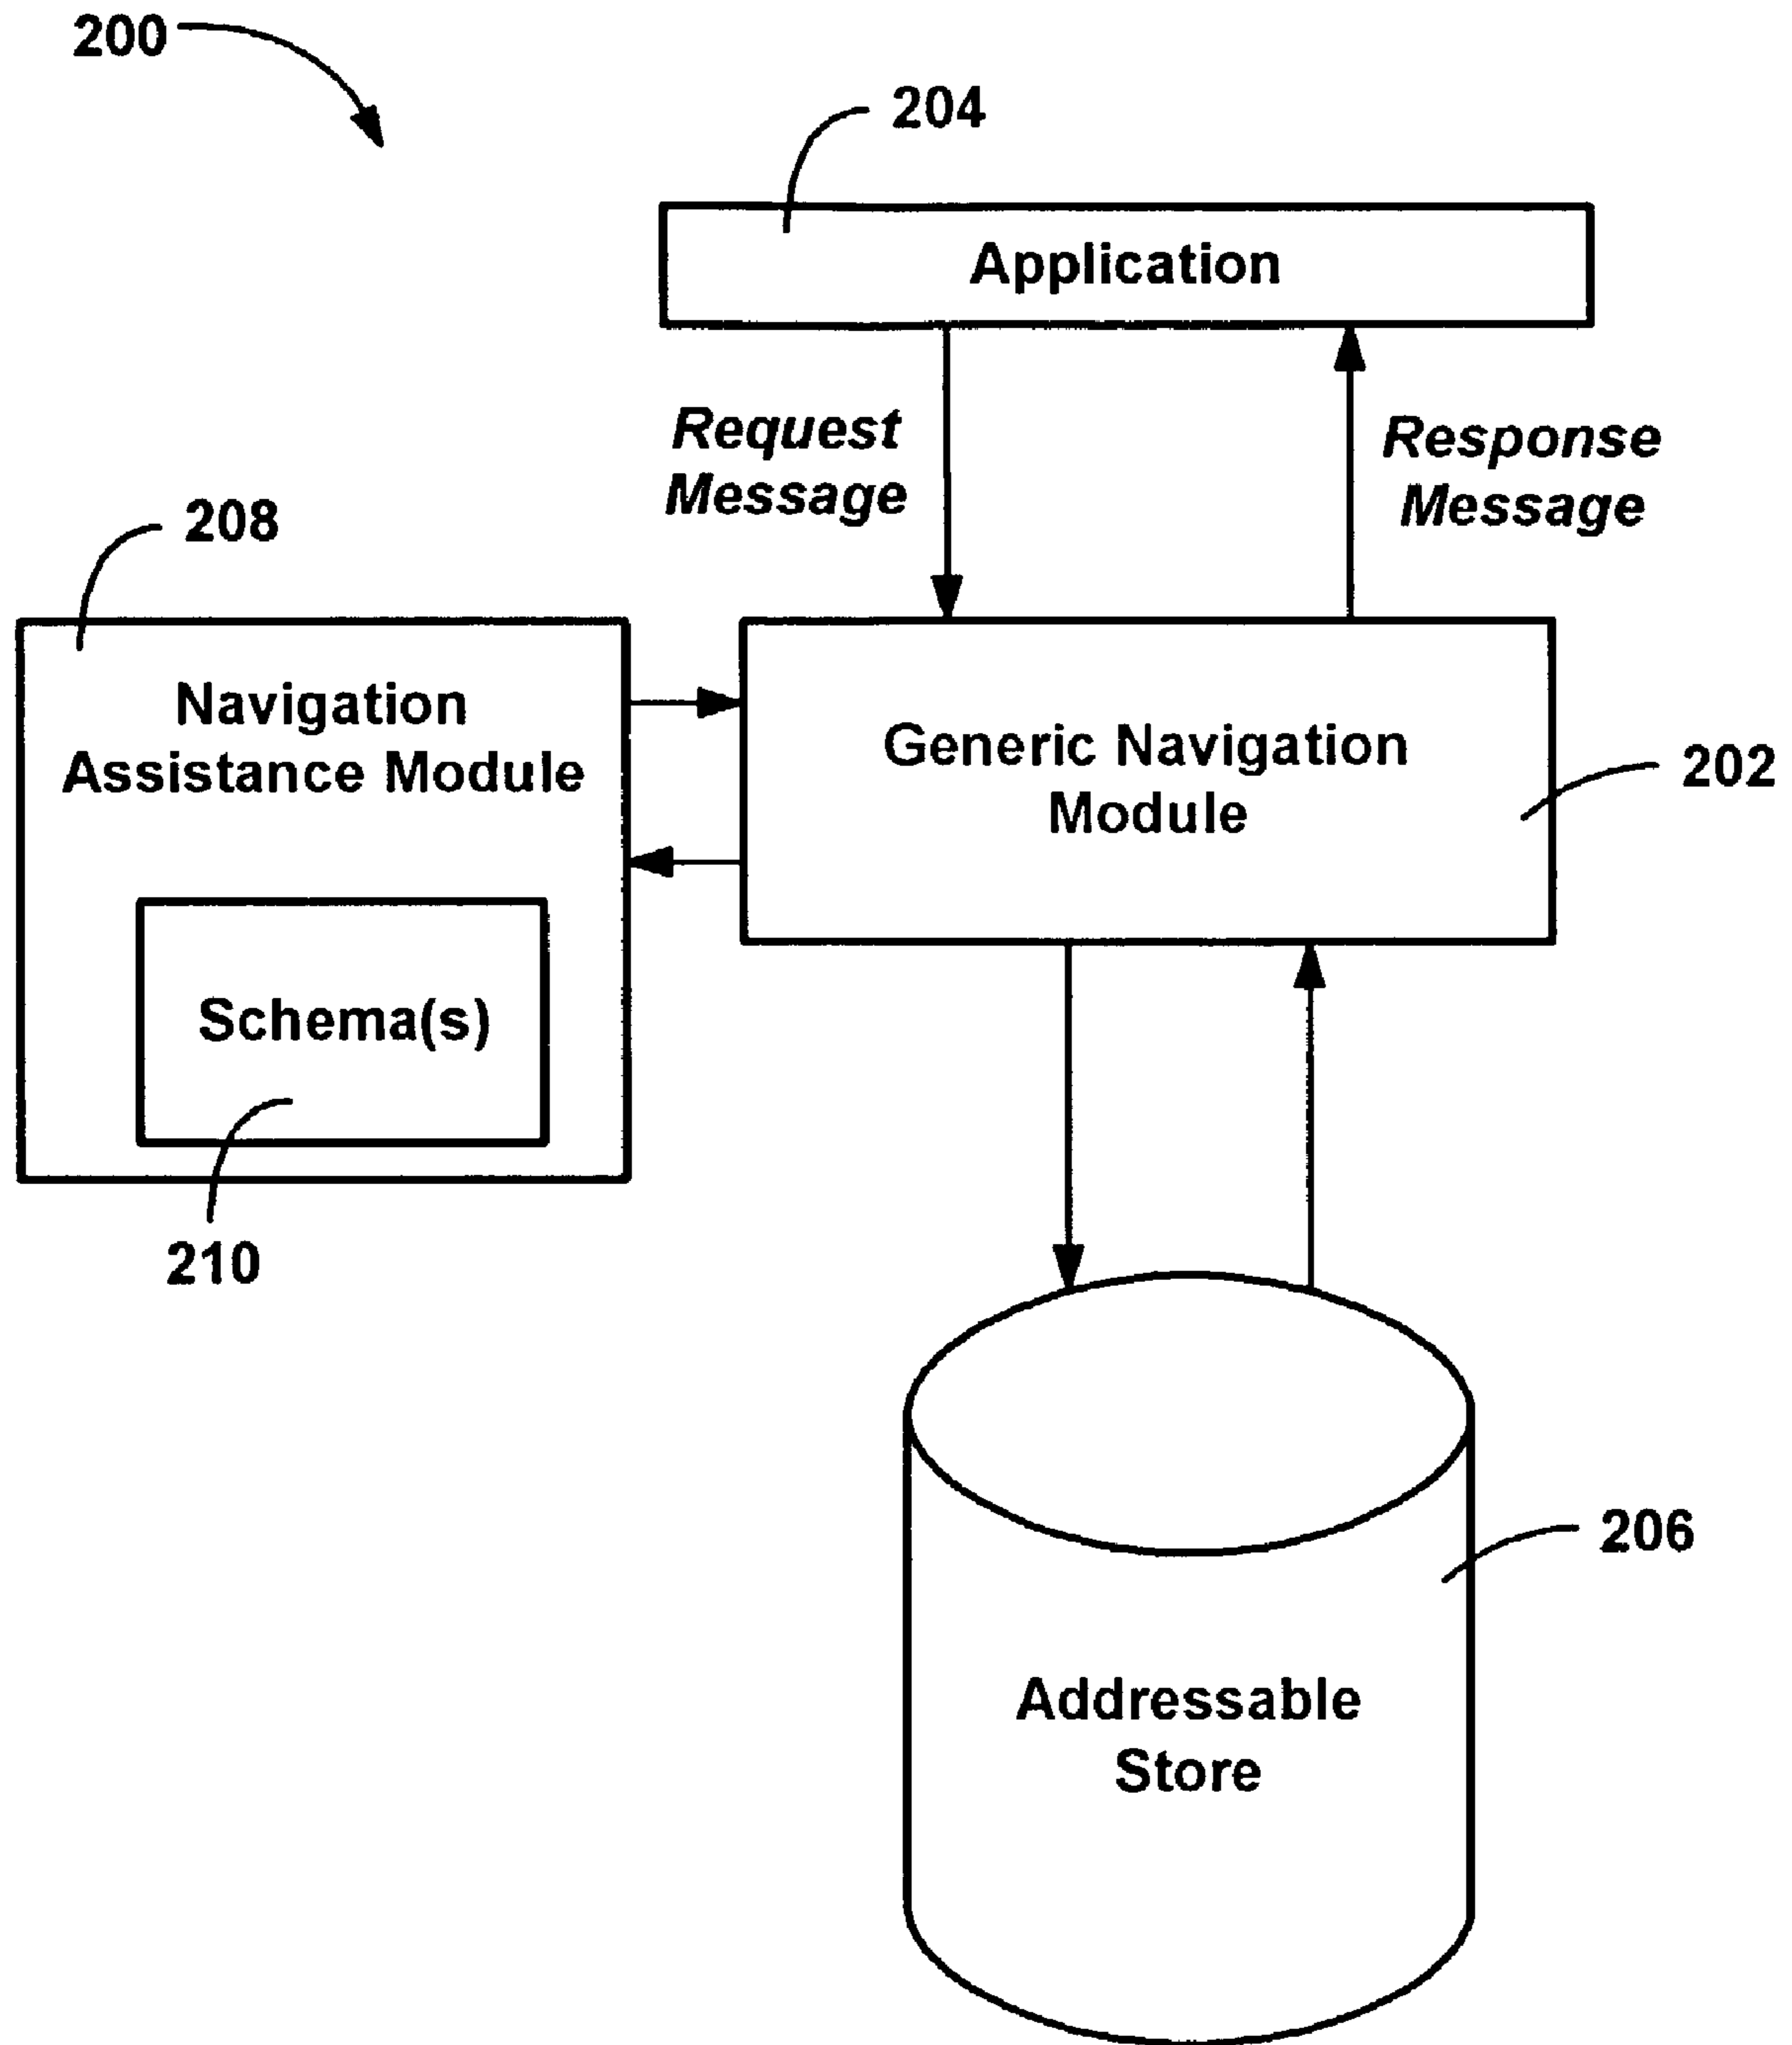 200
204
Application
Request
Message
Response
Message
208
Navigation
Assistance Module
Generic Navigation
Module
202
Schema(s)
210
206
Addressable
Store